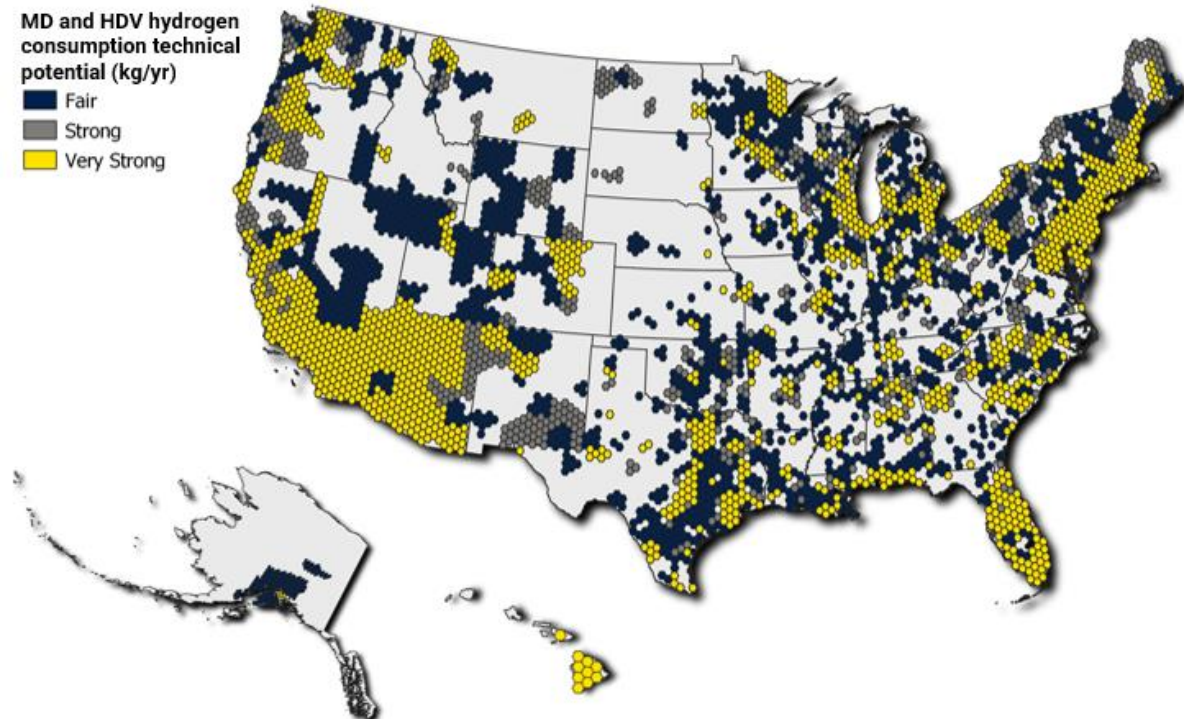 MD and HDV hydrogen
consumption technical
potential (kg/yr)
Fair
Strong
Very Strong